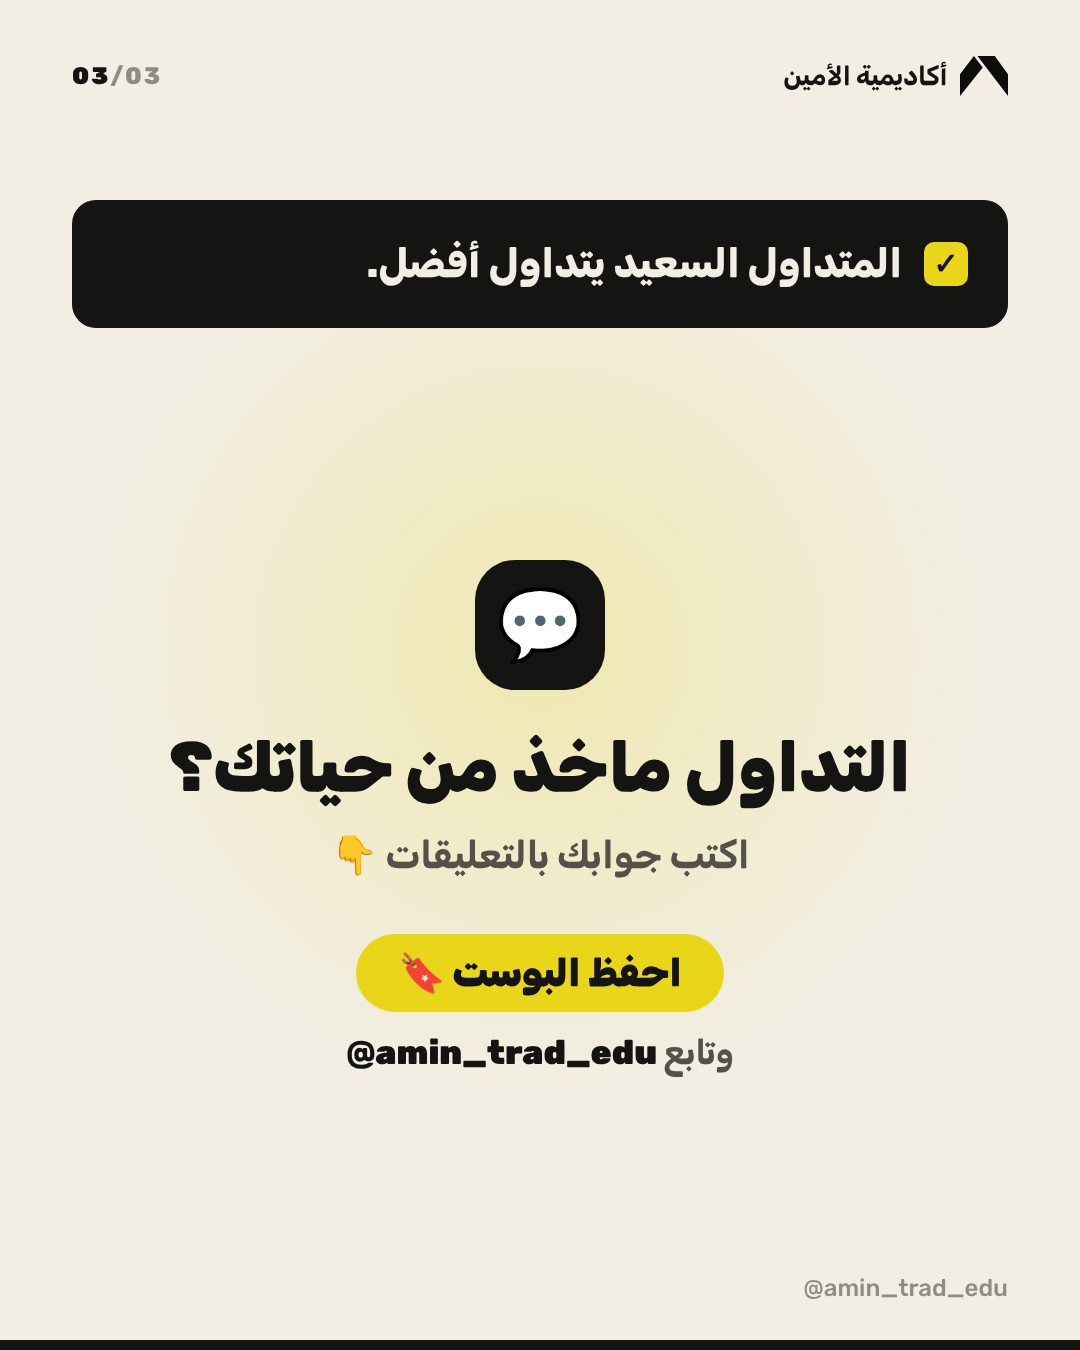 أكاديمية الأمين
03/03
✓ المتداول السعيد يتداول أفضل.
التداول ماخذ من حياتك؟
اكتب جوابك بالتعليقات 👇
احفظ البوست 🔖
وتابع @amin_trad_edu
@amin_trad_edu